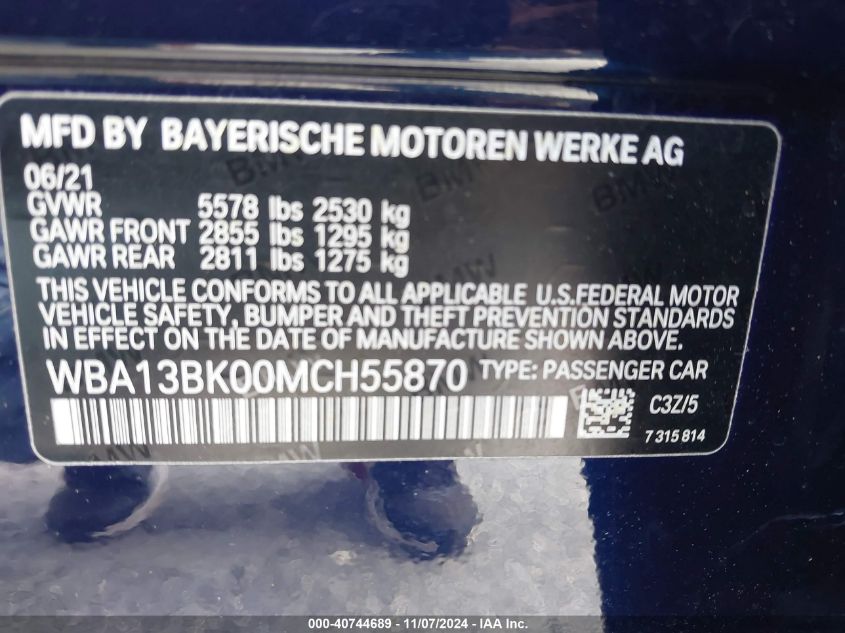 MFD BY BAYERISCHE MOTOREN WERKE AG
06/21
GVWR 5578 lbs 2530 kg
GAWR FRONT 2855 lbs 1295 kg
GAWR REAR 2811 lbs 1275 kg
THIS VEHICLE CONFORMS TO ALL APPLICABLE U.S.FEDERAL MOTOR
VEHICLE SAFETY, BUMPER AND THEFT PREVENTION STANDARDS
IN EFFECT ON THE DATE OF MANUFACTURE SHOWN ABOVE.
WBA13BK00MCH55870 TYPE: PASSENGER CAR
C3Z/5
7 315 814
000-40744689 - 11/07/2024 - IAA Inc.